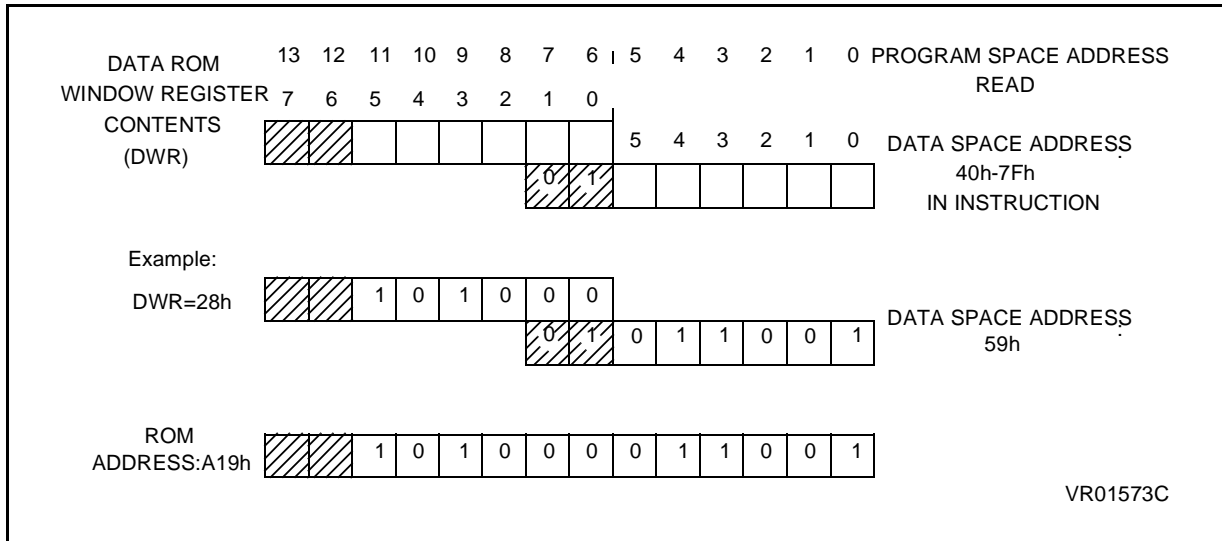 13 12 11 10 9 8 7 6 5 4 3 2 1 0 PROGRAM SPACE ADDRESS
READ
DATA ROM
WINDOW REGISTER
CONTENTS
(DWR)
7 6 5 4 3 2 1 0
5 4 3 2 1 0 DATA SPACE ADDRESS
:
40h-7Fh
IN INSTRUCTION
0 1
Example:
DWR=28h
1 0 1 0 0 0
0 1 0 1 1 0 0 1
DATA SPACE ADDRESS
:
59h
ROM
ADDRESS:A19h
1 0 1 0 0 0 0 1 1 0 0 1
VR01573C